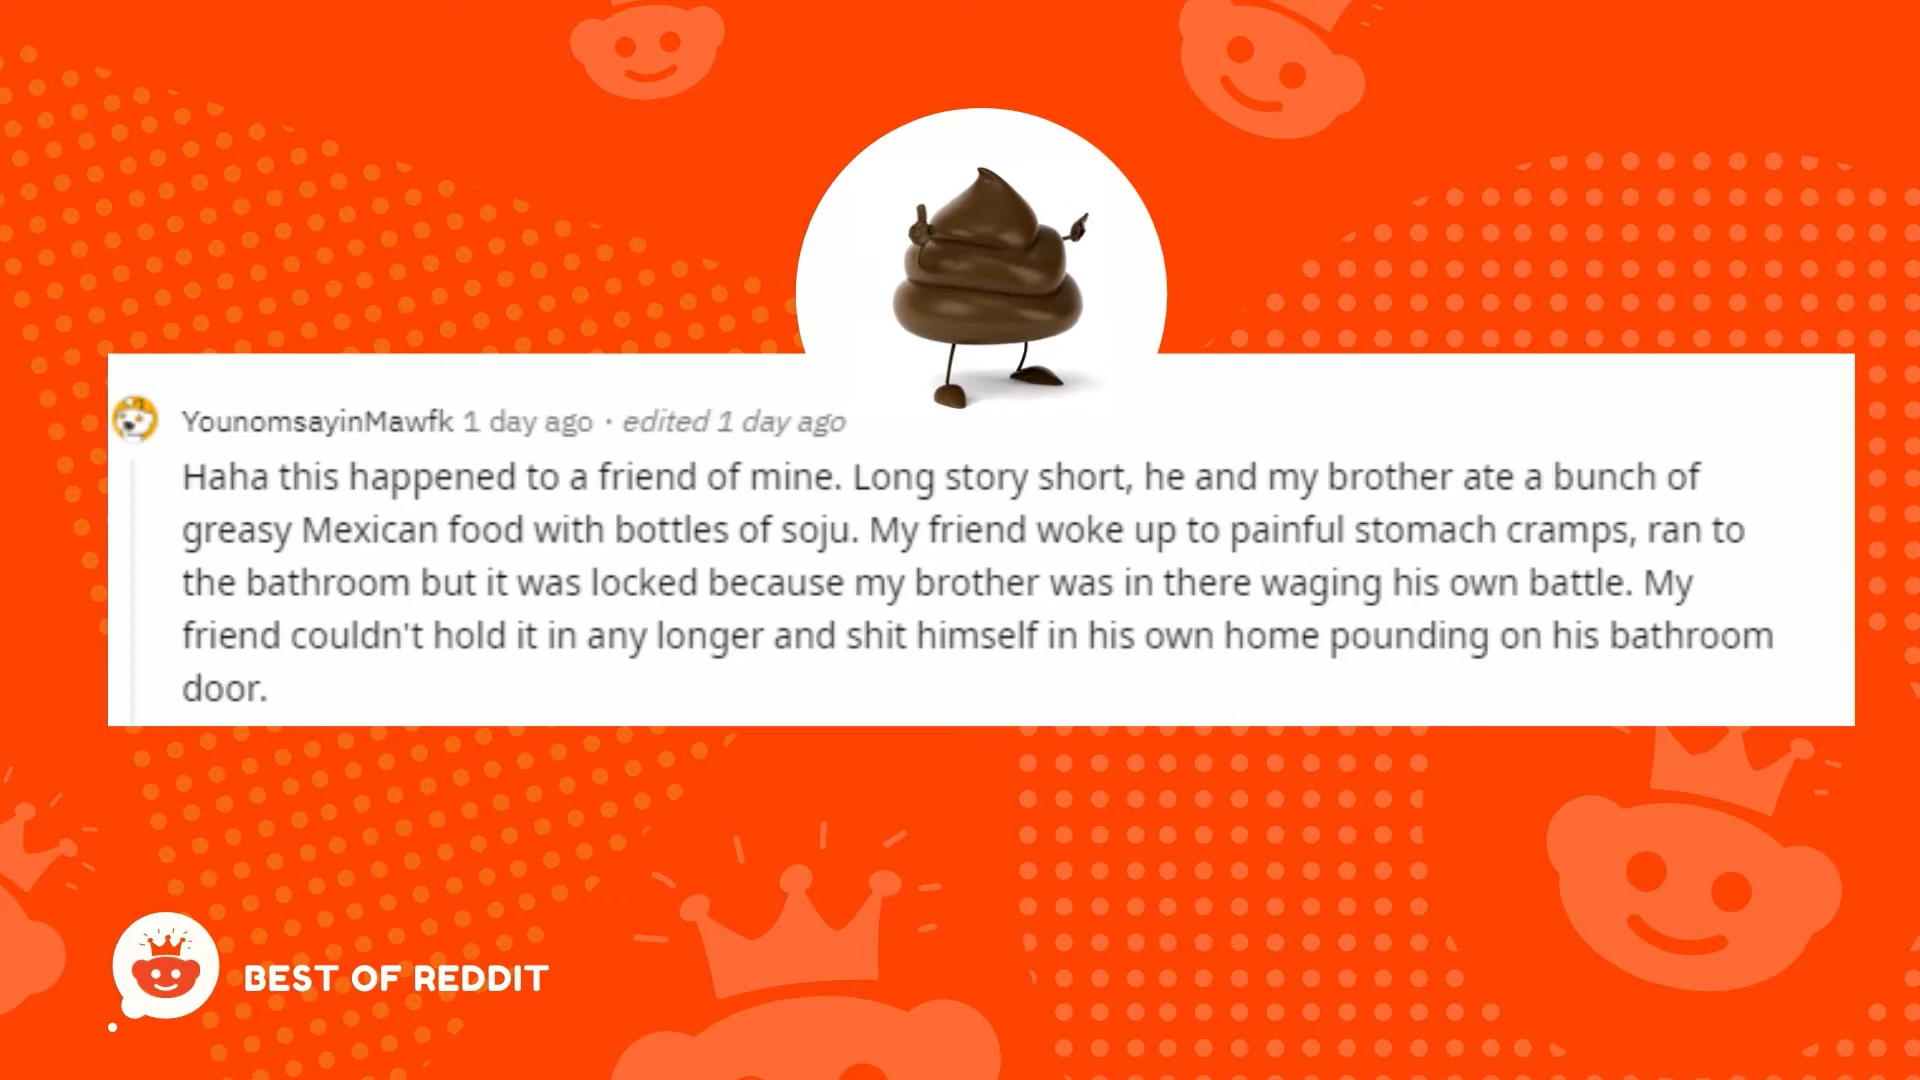 YounomsayinMawfk 1 day ago · edited 1 day ago
Haha this happened to a friend of mine. Long story short, he and my brother ate a bunch of
greasy Mexican food with bottles of soju. My friend woke up to painful stomach cramps, ran to
the bathroom but it was locked because my brother was in there waging his own battle. My
friend couldn't hold it in any longer and shit himself in his own home pounding on his bathroom
door.
BEST OF REDDIT